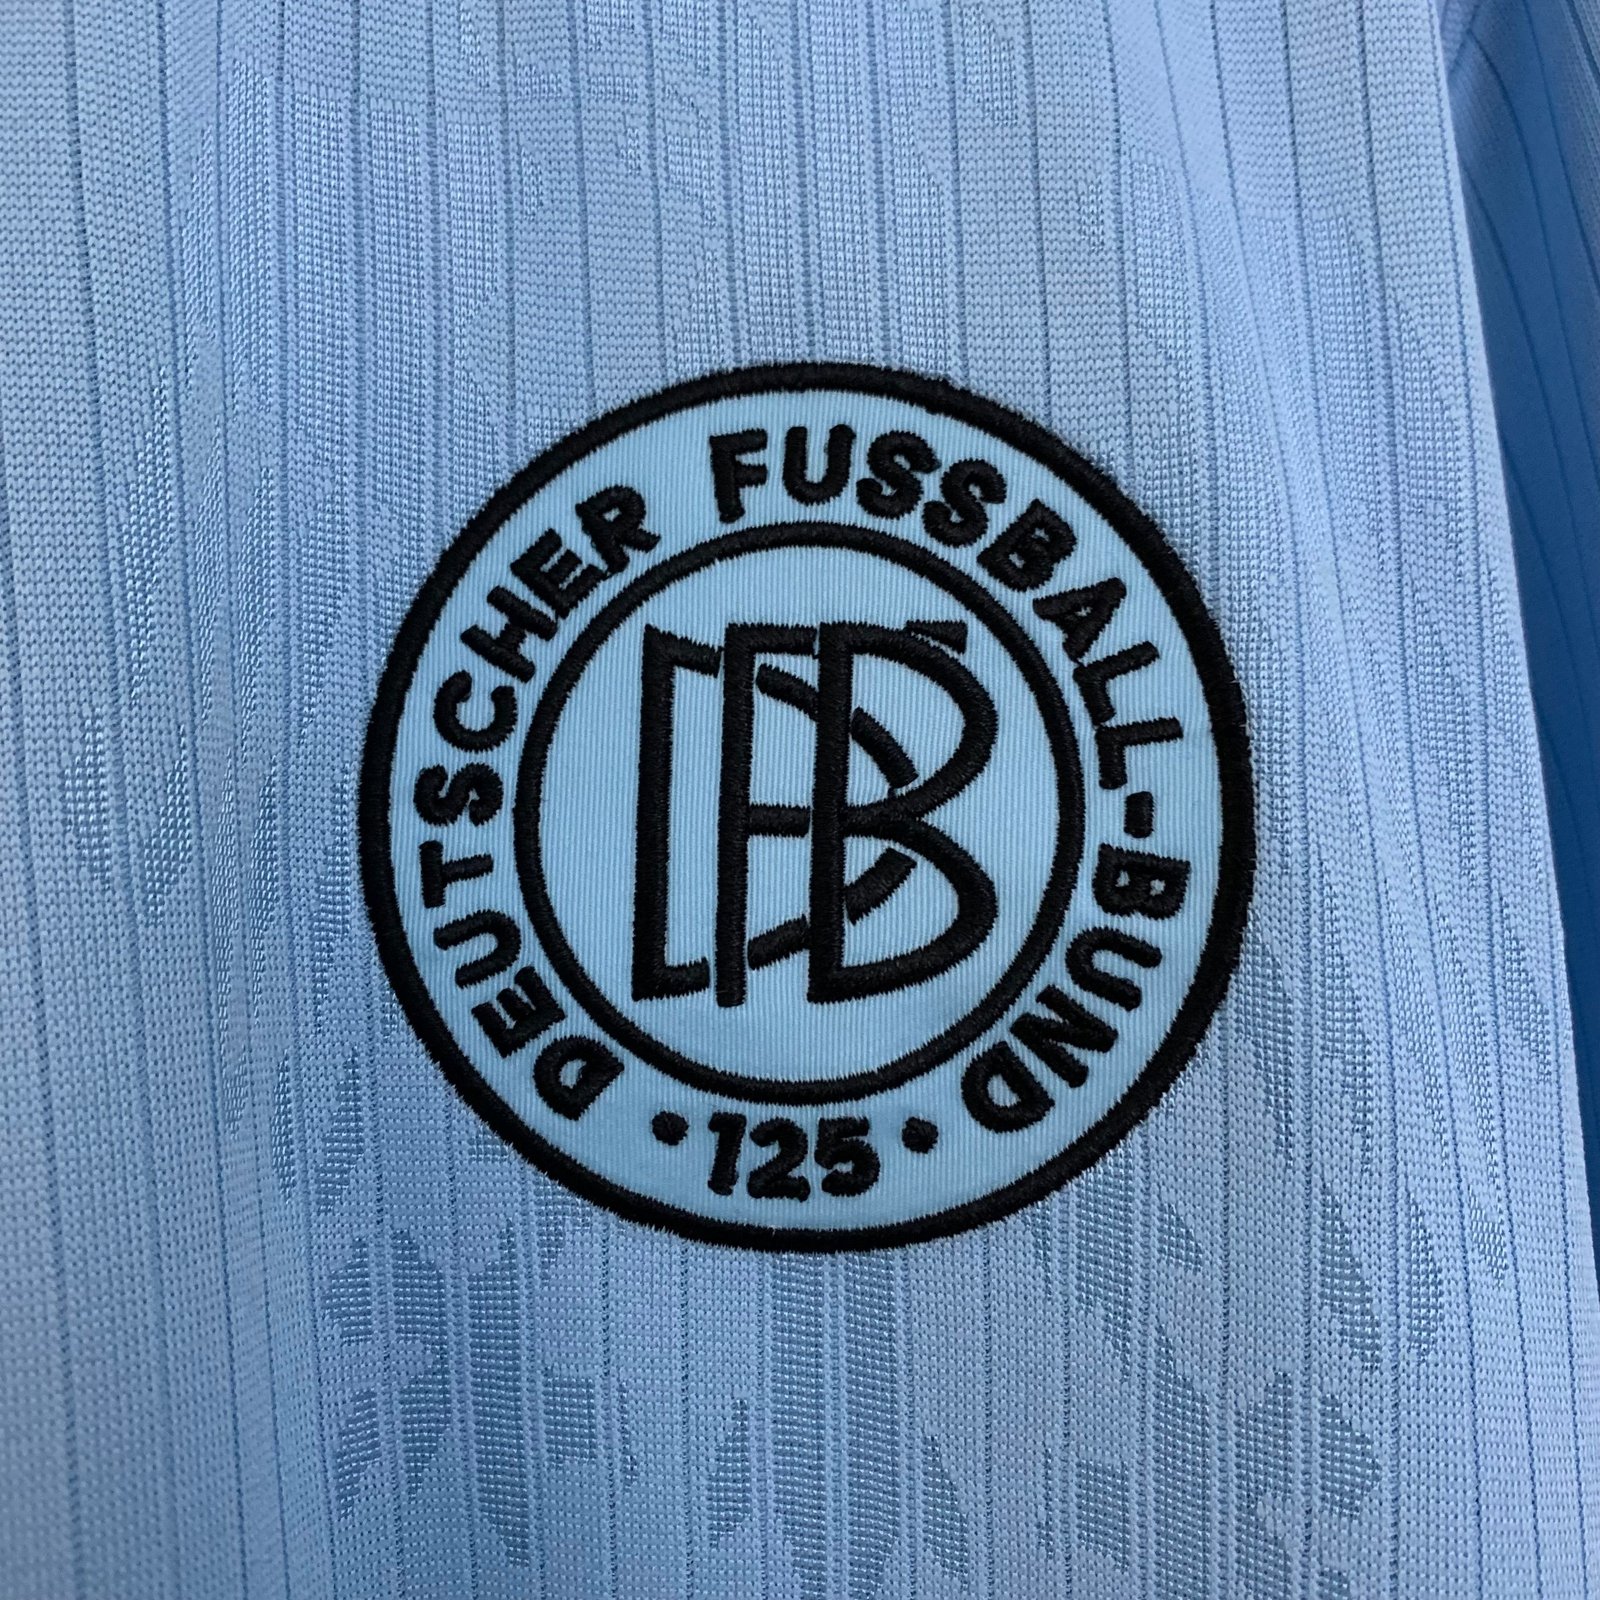 DEUTSCHER FUSSBALL-BUND
DFB
• 125 •